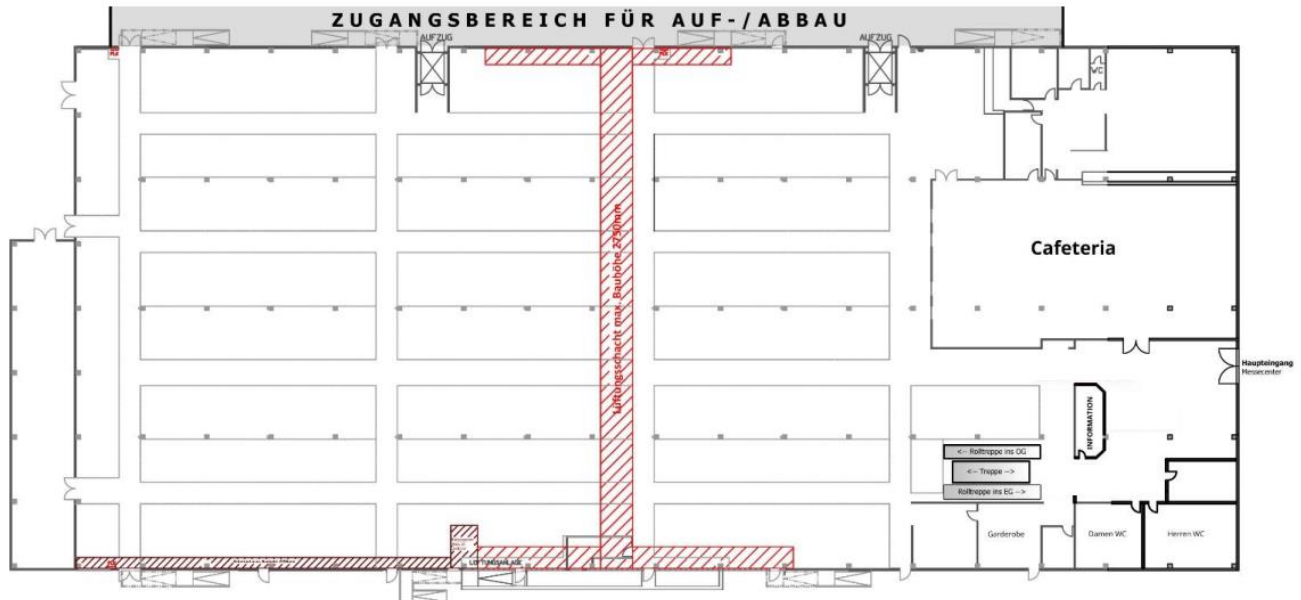 ZUGANGSBEREICH FÜR AUF-/ABBAU
AUFZUG
AUFZUG
WC
Lüftungsschacht max. Bauhöhe 2750mm
Cafeteria
Haupteingang
Messecenter
INFORMATION
<-- Rolltreppe ins OG
<-- Treppe -->
Rolltreppe ins EG -->
Garderobe
Damen WC
Herren WC
LÜFTUNGSANLAGE